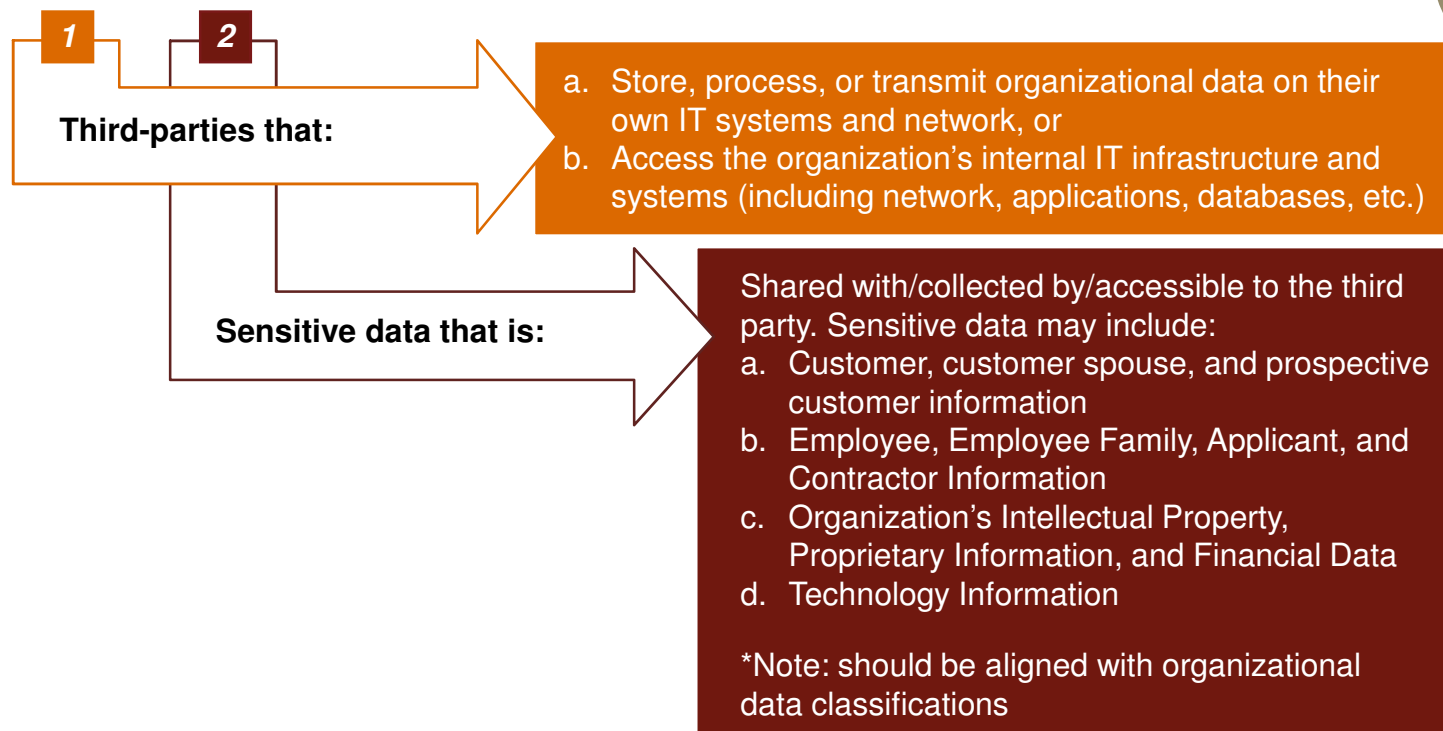 1
2
Third-parties that:
a. Store, process, or transmit organizational data on their
own IT systems and network, or
b. Access the organization’s internal IT infrastructure and
systems (including network, applications, databases, etc.)
Sensitive data that is:
Shared with/collected by/accessible to the third
party. Sensitive data may include:
a. Customer, customer spouse, and prospective
customer information
b. Employee, Employee Family, Applicant, and
Contractor Information
c. Organization’s Intellectual Property,
Proprietary Information, and Financial Data
d. Technology Information
*Note: should be aligned with organizational
data classifications